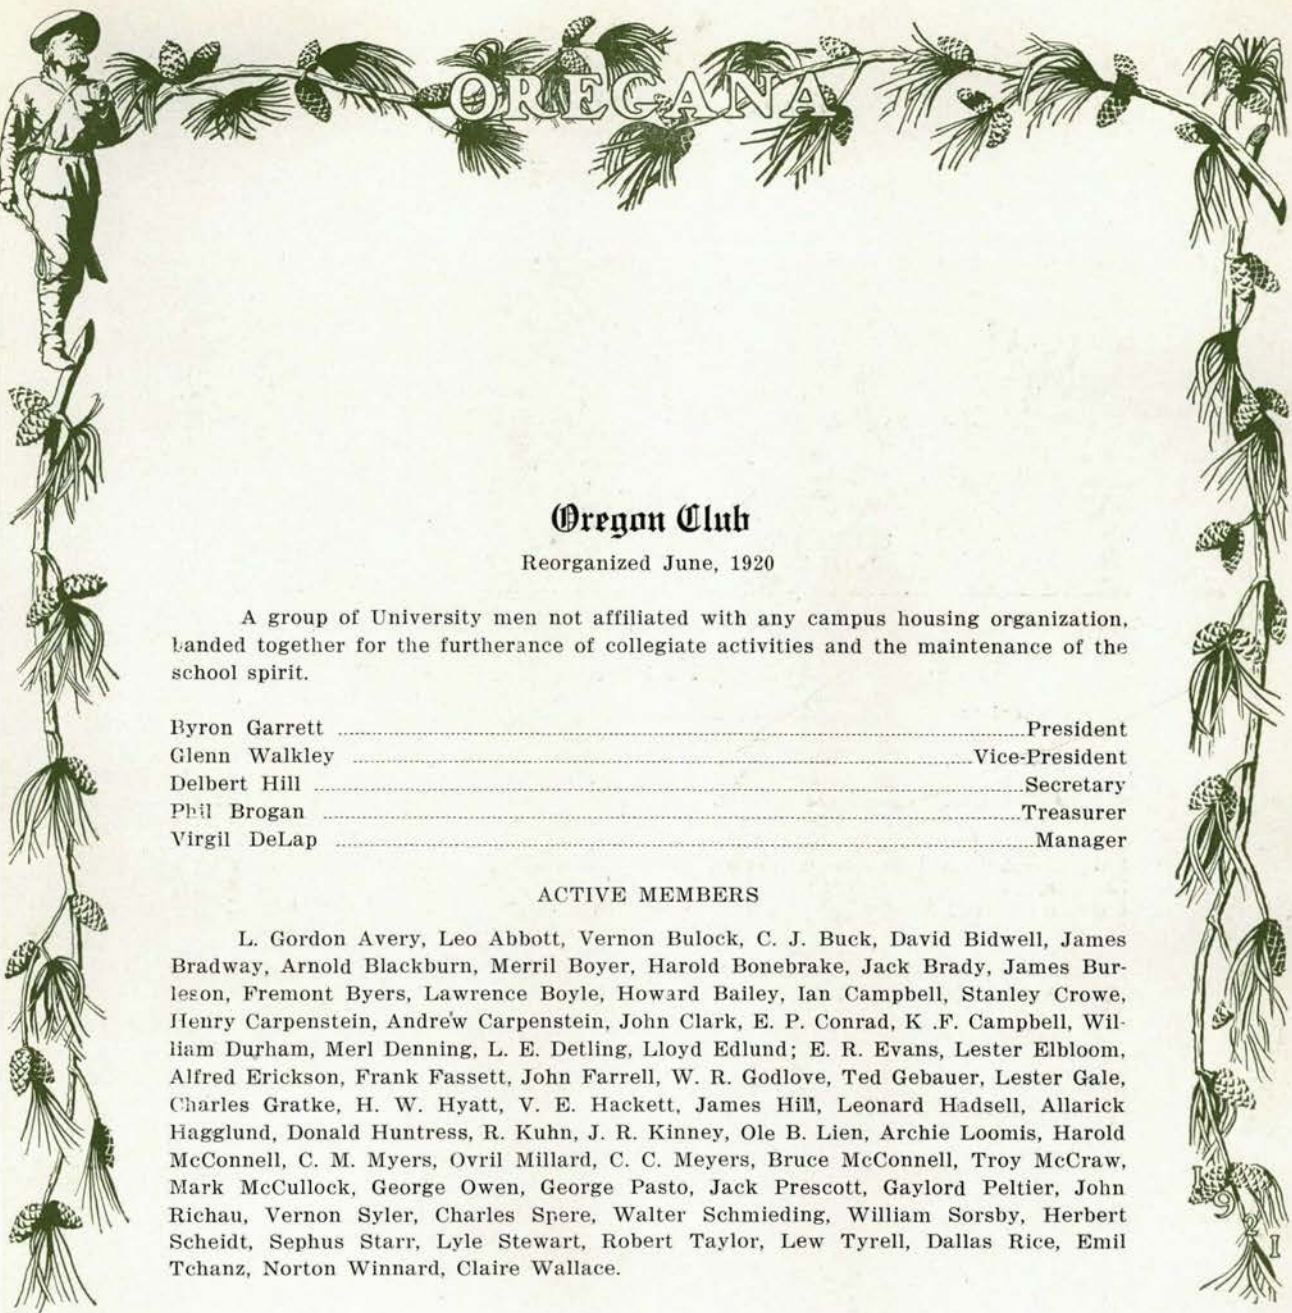 OREGANA
Oregon Club
Reorganized June, 1920
A group of University men not affiliated with any campus housing organization,
banded together for the furtherance of collegiate activities and the maintenance of the
school spirit.
Byron Garrett ........ President
Glenn Walkley ........ Vice-President
Delbert Hill ........ Secretary
Phil Brogan ........ Treasurer
Virgil DeLap ........ Manager
ACTIVE MEMBERS
L. Gordon Avery, Leo Abbott, Vernon Bulock, C. J. Buck, David Bidwell, James
Bradway, Arnold Blackburn, Merril Boyer, Harold Bonebrake, Jack Brady, James Bur-
leson, Fremont Byers, Lawrence Boyle, Howard Bailey, Ian Campbell, Stanley Crowe,
Henry Carpenstein, Andrew Carpenstein, John Clark, E. P. Conrad, K .F. Campbell, Wil-
liam Durham, Merl Denning, L. E. Detling, Lloyd Edlund; E. R. Evans, Lester Elbloom,
Alfred Erickson, Frank Fassett, John Farrell, W. R. Godlove, Ted Gebauer, Lester Gale,
Charles Gratke, H. W. Hyatt, V. E. Hackett, James Hill, Leonard Hadsell, Allarick
Hagglund, Donald Huntress, R. Kuhn, J. R. Kinney, Ole B. Lien, Archie Loomis, Harold
McConnell, C. M. Myers, Ovril Millard, C. C. Meyers, Bruce McConnell, Troy McCraw,
Mark McCullock, George Owen, George Pasto, Jack Prescott, Gaylord Peltier, John
Richau, Vernon Syler, Charles Spere, Walter Schmieding, William Sorsby, Herbert
Scheidt, Sephus Starr, Lyle Stewart, Robert Taylor, Lew Tyrell, Dallas Rice, Emil
Tchanz, Norton Winnard, Claire Wallace.
1921